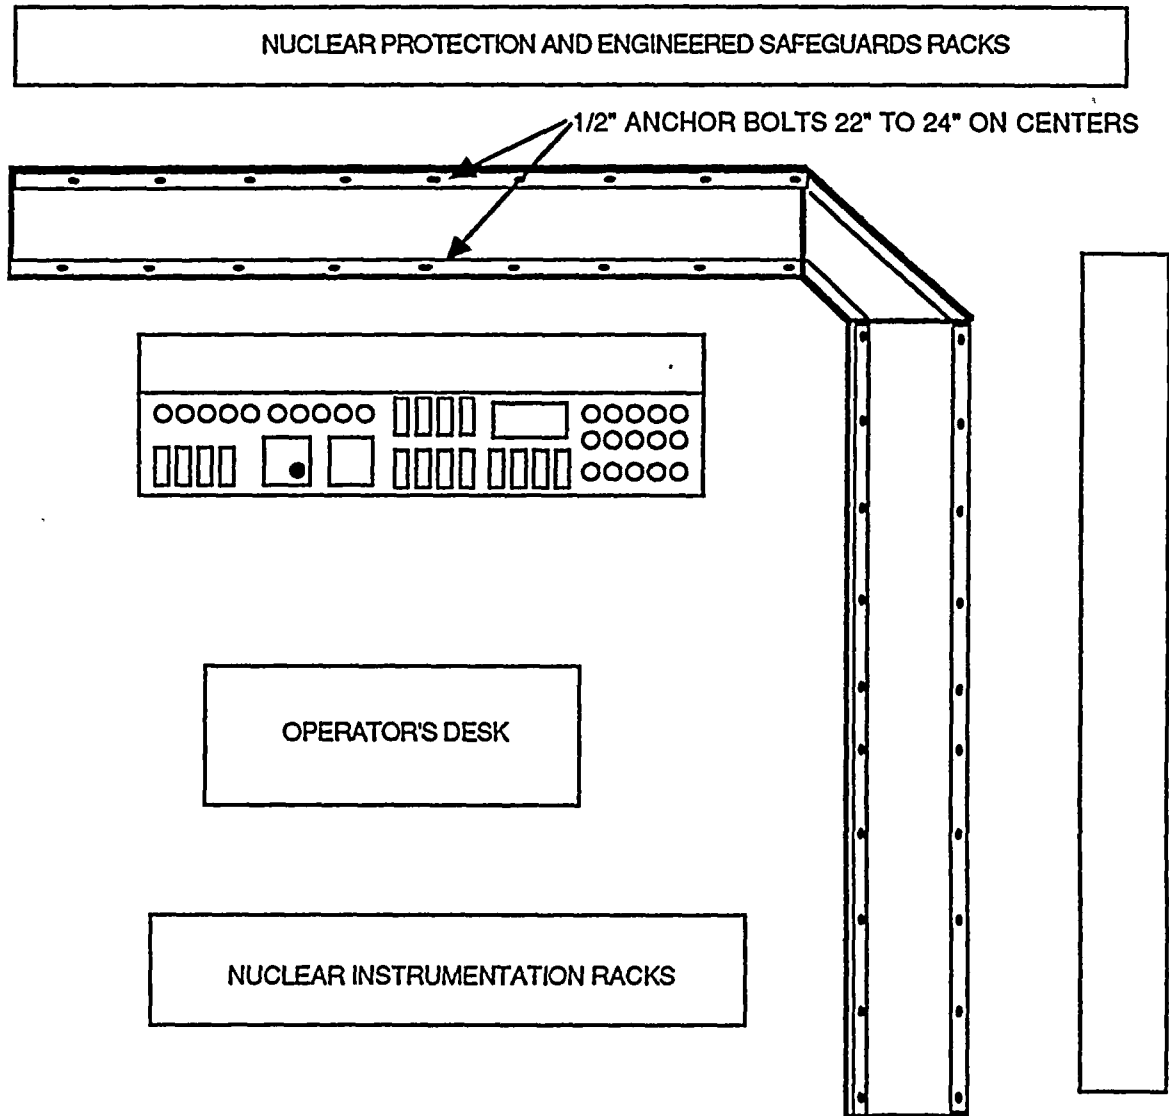 NUCLEAR PROTECTION AND ENGINEERED SAFEGUARDS RACKS
1/2" ANCHOR BOLTS 22" TO 24" ON CENTERS
OPERATOR'S DESK
NUCLEAR INSTRUMENTATION RACKS